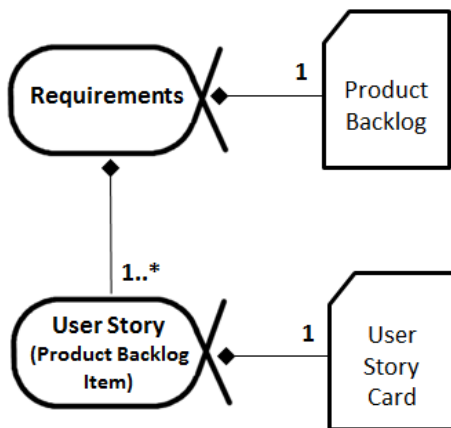 Requirements
1
Product
Backlog
1..*
User Story
(Product Backlog
Item)
1
User
Story
Card